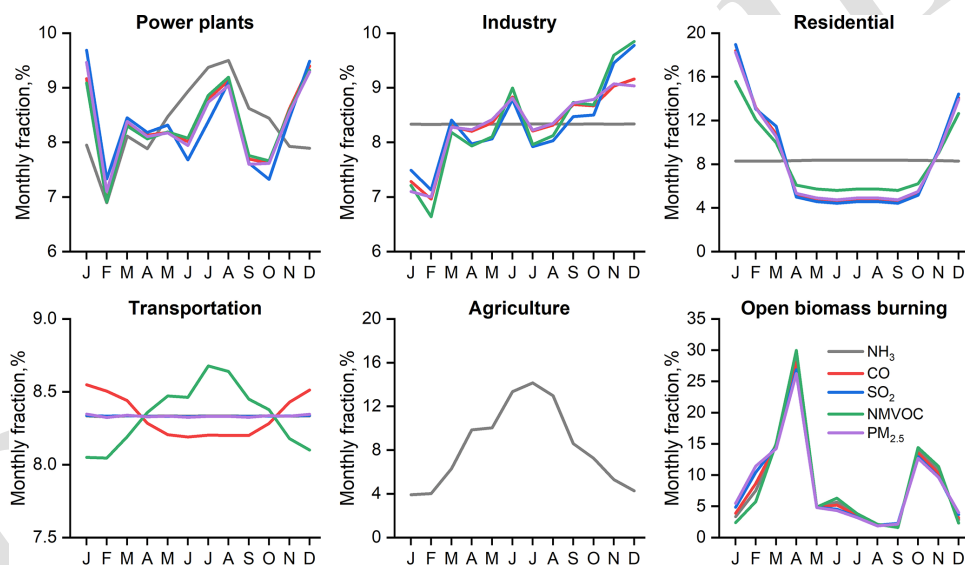 Power plants
Monthly fraction,%
10
9
8
7
6
J F M A M J J A S O N D
Industry
Monthly fraction,%
10
9
8
7
6
J F M A M J J A S O N D
Residential
Monthly fraction,%
20
16
12
8
4
0
J F M A M J J A S O N D
Transportation
Monthly fraction,%
9.0
8.5
8.0
7.5
J F M A M J J A S O N D
Agriculture
Monthly fraction,%
20
16
12
8
4
0
J F M A M J J A S O N D
Open biomass burning
Monthly fraction,%
35
30
25
20
15
10
5
0
NH₃
CO
SO₂
NMVOC
PM₂.₅
J F M A M J J A S O N D